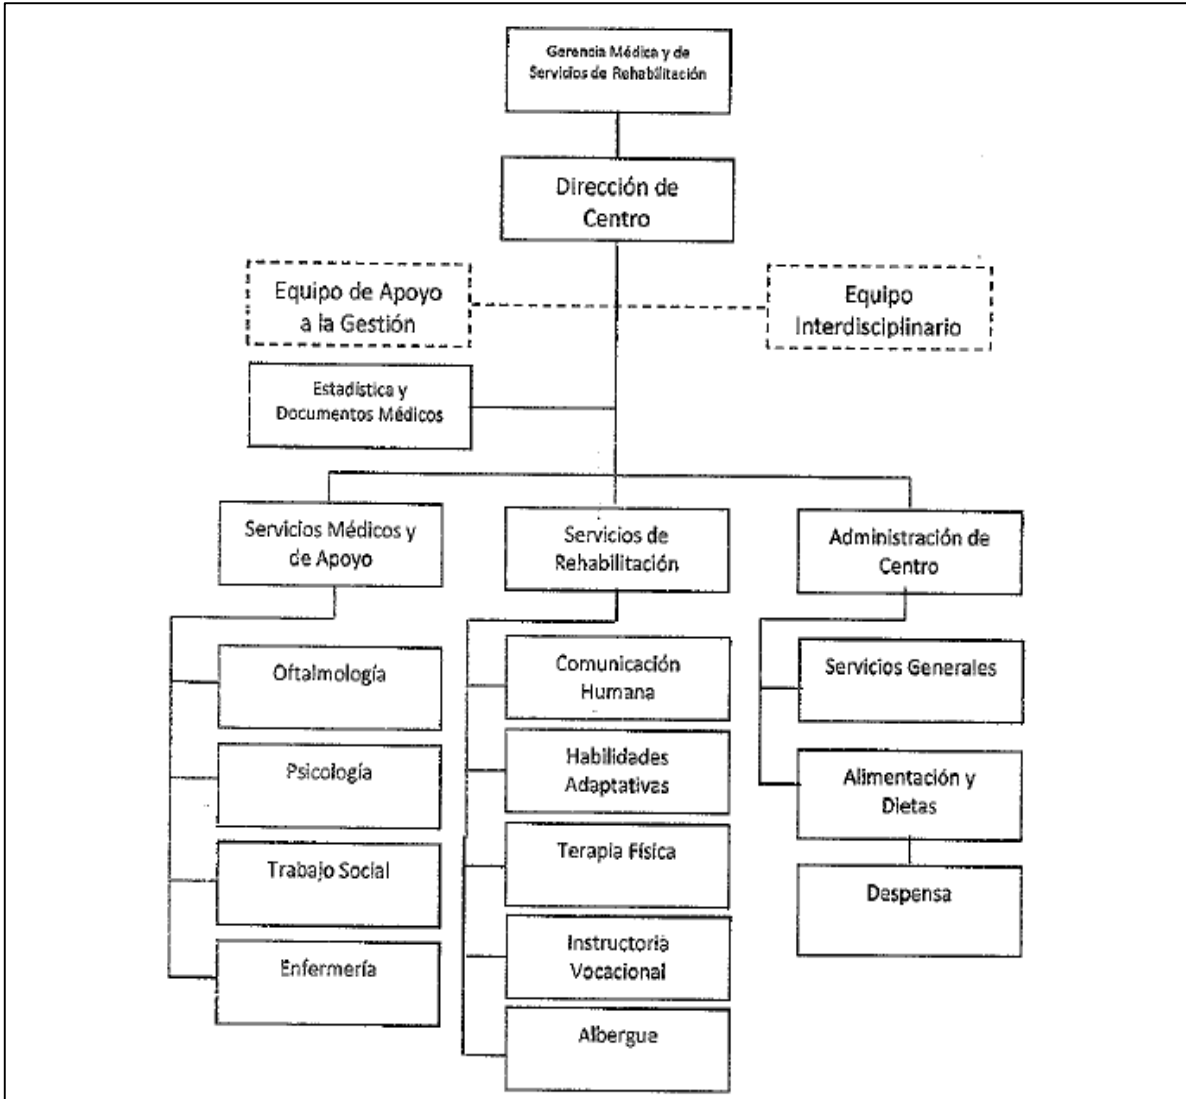 Gerencia Médica y de
Servicios de Rehabilitación
Dirección de
Centro
Equipo de Apoyo
a la Gestión
Equipo
Interdisciplinario
Estadística y
Documentos Médicos
Servicios Médicos y
de Apoyo
Servicios de
Rehabilitación
Administración de
Centro
Oftalmología
Psicología
Trabajo Social
Enfermería
Comunicación
Humana
Habilidades
Adaptativas
Terapia Física
Instructoria
Vocacional
Albergue
Servicios Generales
Alimentación y
Dietas
Despensa